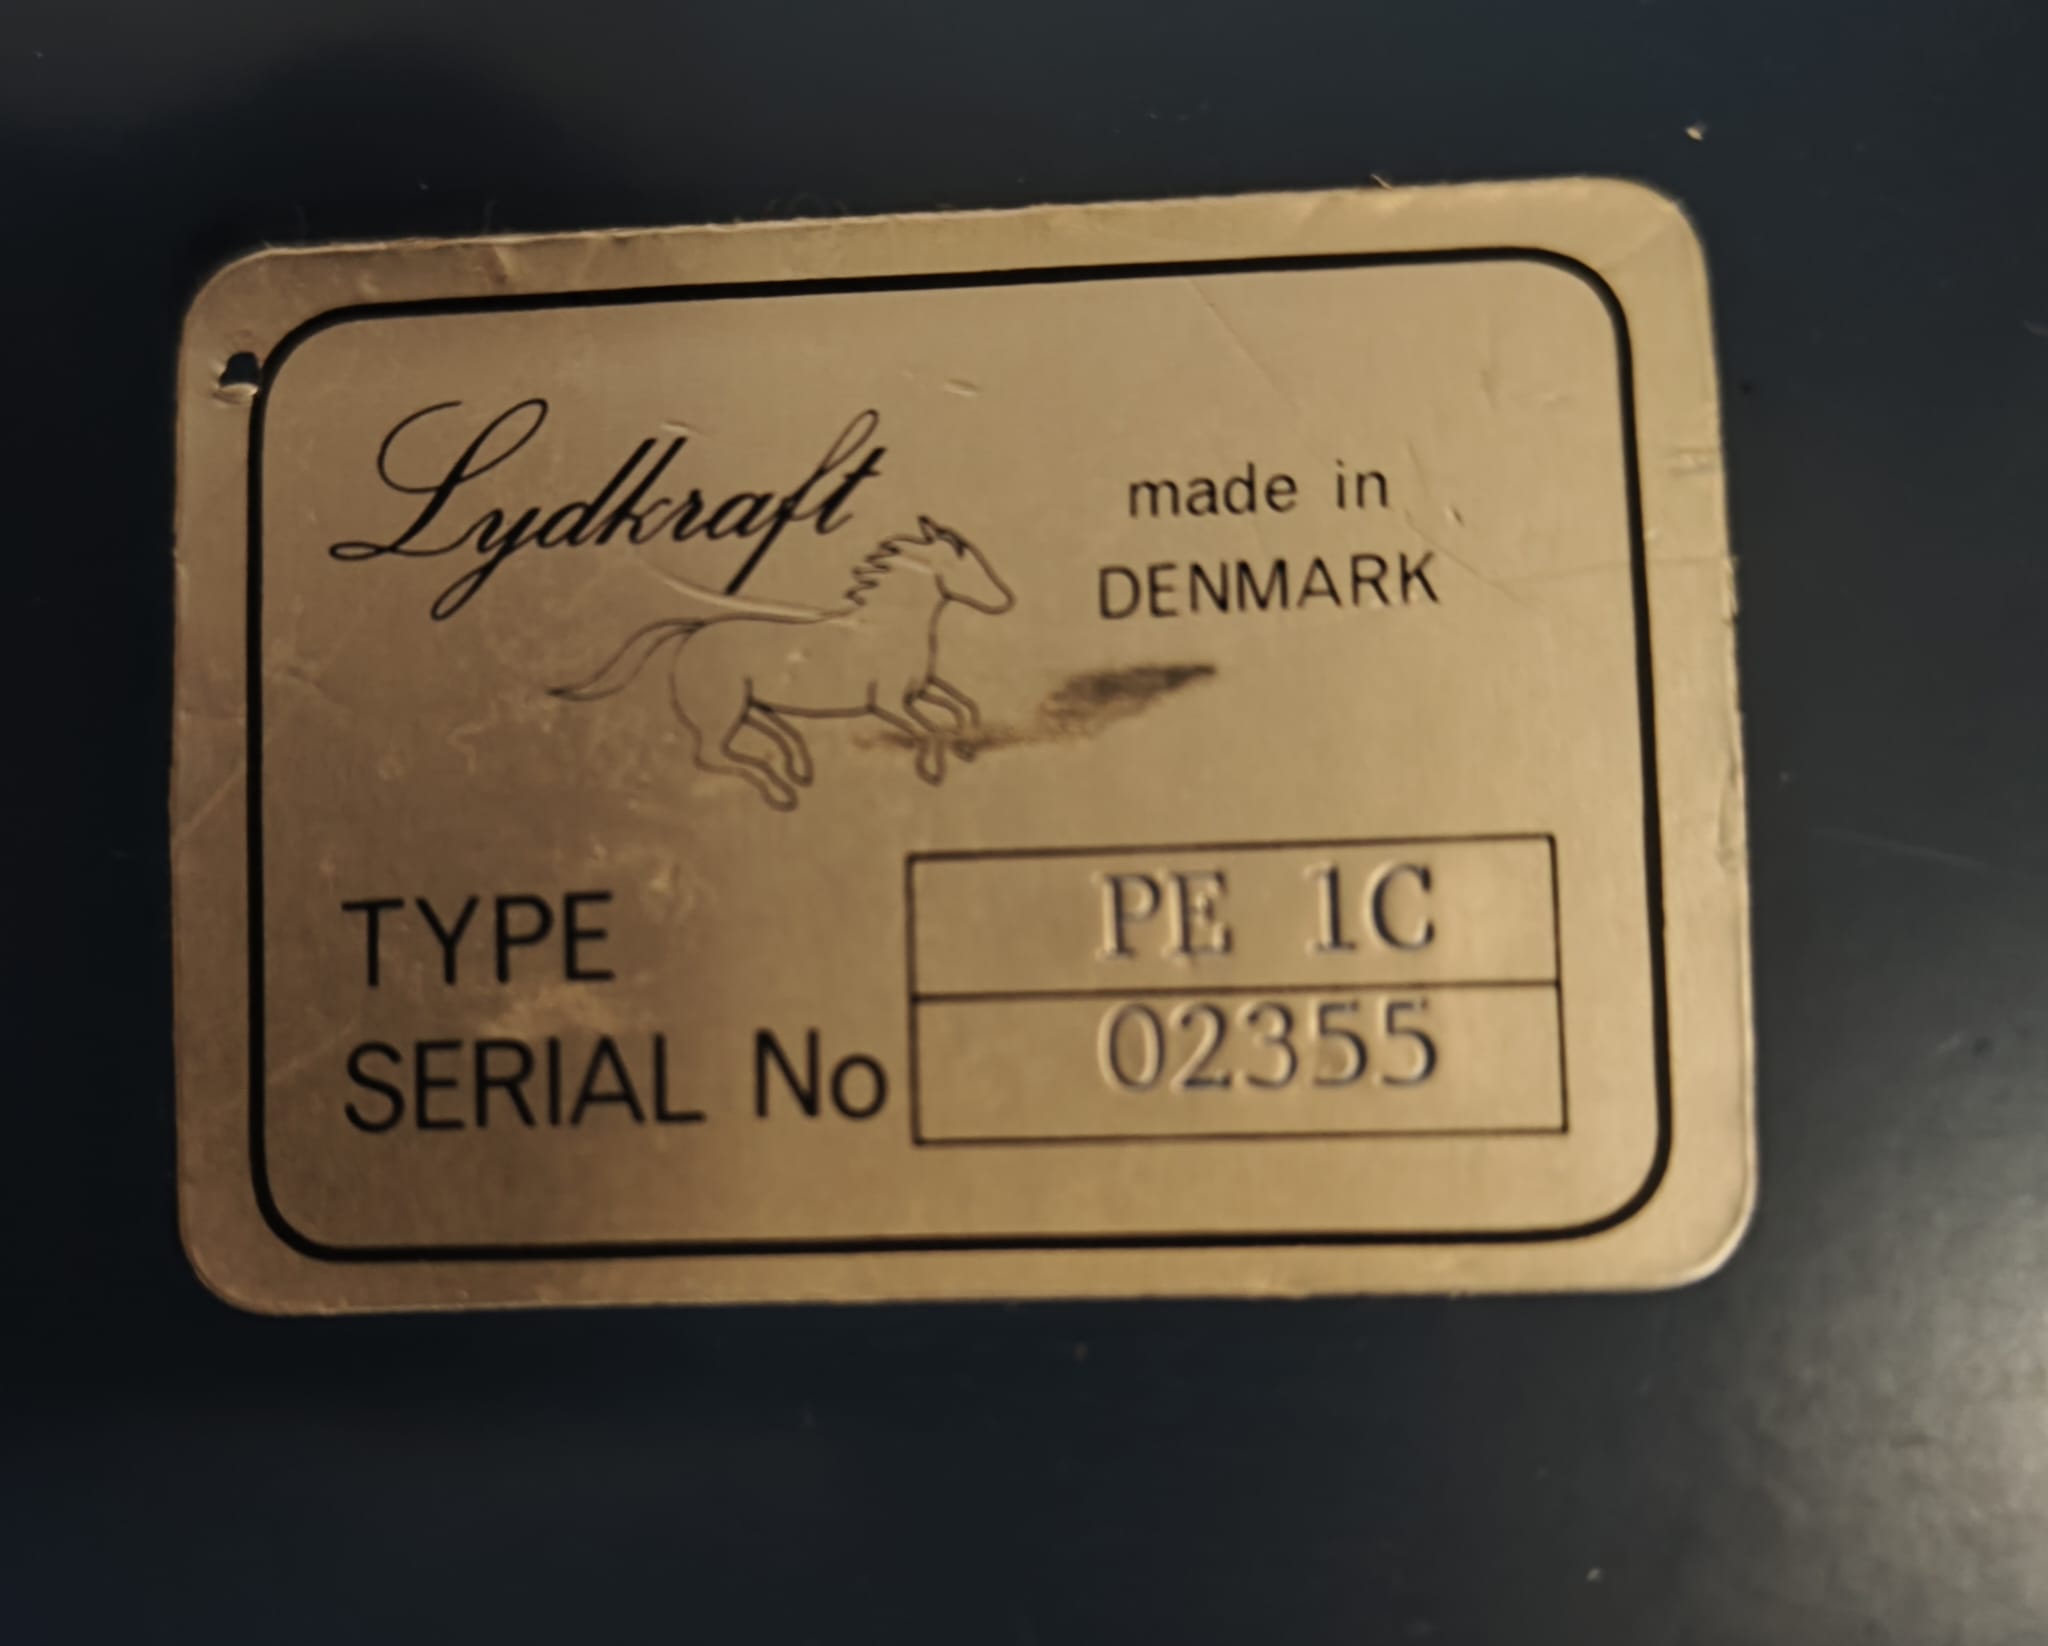 Lydkraft
made in
DENMARK
TYPE PE 1C
SERIAL No 02355